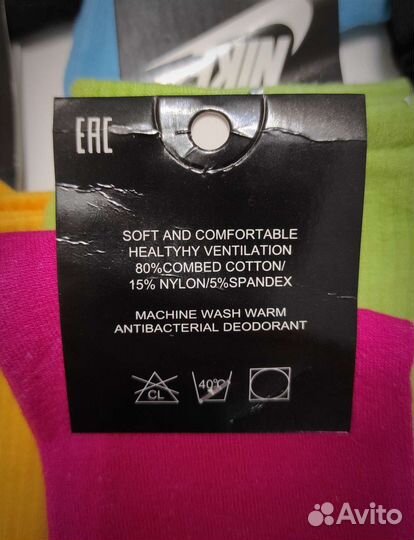 NIKE
EAC
SOFT AND COMFORTABLE
HEALTYHY VENTILATION
80%COMBED COTTON/
15% NYLON/5%SPANDEX
MACHINE WASH WARM
ANTIBACTERIAL DEODORANT
CL
40°C
Avito